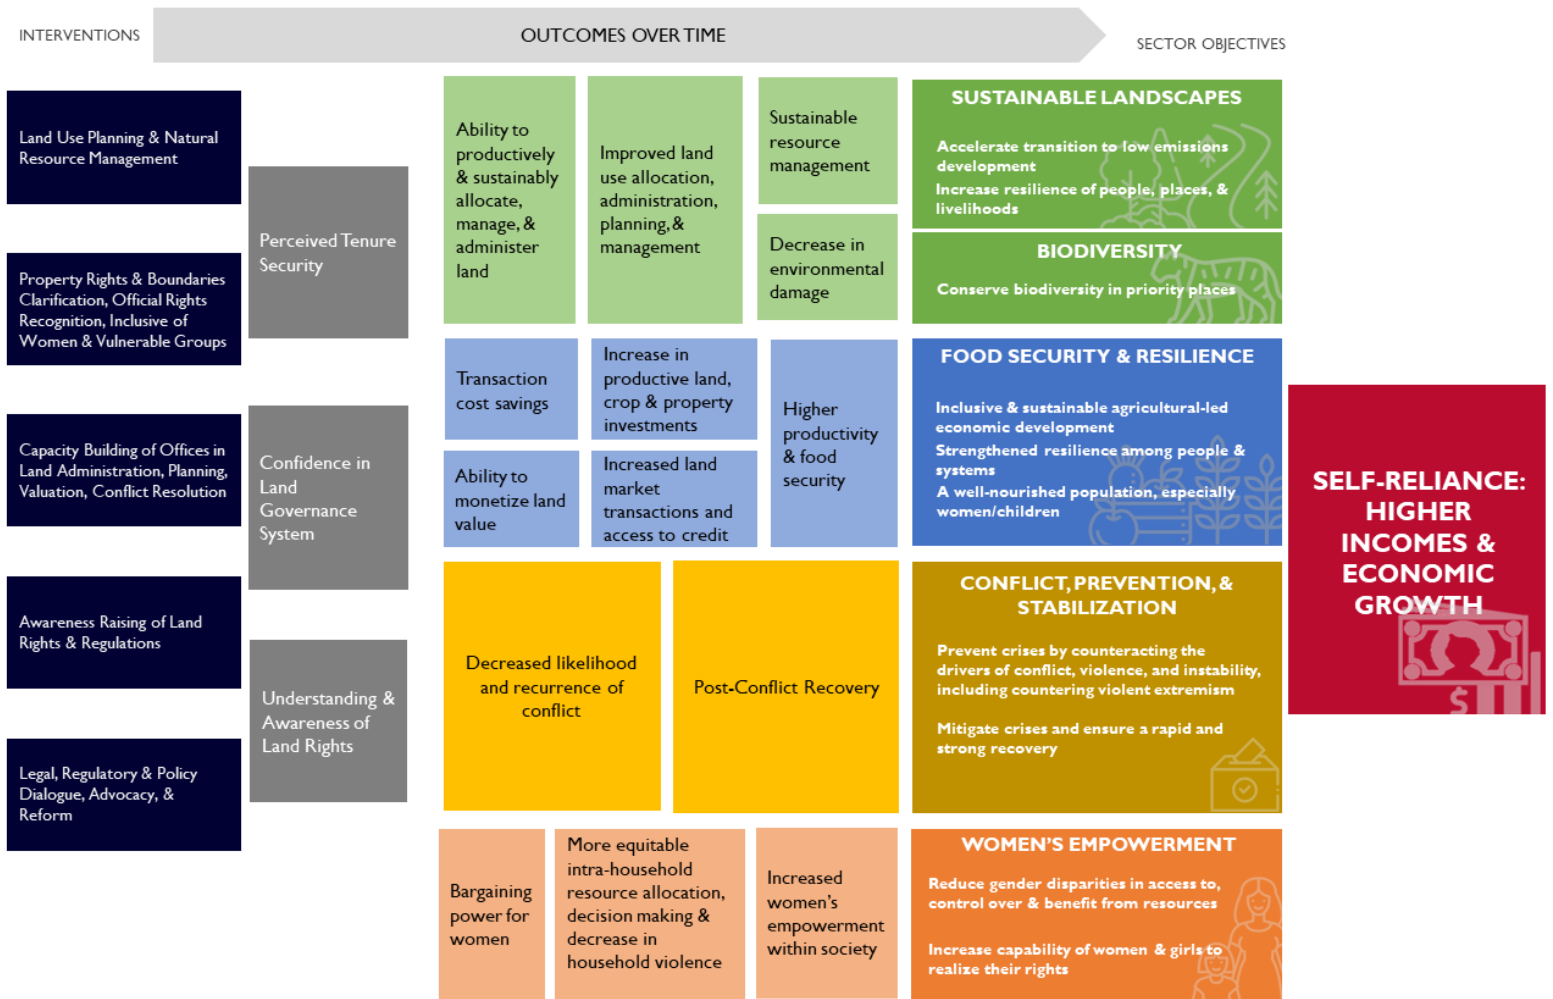 INTERVENTIONS
OUTCOMES OVER TIME
SECTOR OBJECTIVES
Land Use Planning & Natural
Resource Management
Property Rights & Boundaries
Clarification, Official Rights
Recognition, Inclusive of
Women & Vulnerable Groups
Capacity Building of Offices in
Land Administration, Planning,
Valuation, Conflict Resolution
Awareness Raising of Land
Rights & Regulations
Legal, Regulatory & Policy
Dialogue, Advocacy, &
Reform
Perceived Tenure
Security
Confidence in
Land
Governance
System
Understanding &
Awareness of
Land Rights
Ability to
productively
& sustainably
allocate,
manage, &
administer
land
Improved land
use allocation,
administration,
planning, &
management
Sustainable
resource
management
Decrease in
environmental
damage
SUSTAINABLE LANDSCAPES
Accelerate transition to low emissions
development
Increase resilience of people, places, &
livelihoods
BIODIVERSITY
Conserve biodiversity in priority places
Transaction
cost savings
Increase in
productive land,
crop & property
investments
Ability to
monetize land
value
Increased land
market
transactions and
access to credit
Higher
productivity
& food
security
FOOD SECURITY & RESILIENCE
Inclusive & sustainable agricultural-led
economic development
Strengthened resilience among people &
systems
A well-nourished population, especially
women/children
Decreased likelihood
and recurrence of
conflict
Post-Conflict Recovery
CONFLICT, PREVENTION, &
STABILIZATION
Prevent crises by counteracting the
drivers of conflict, violence, and instability,
including countering violent extremism
Mitigate crises and ensure a rapid and
strong recovery
Bargaining
power for
women
More equitable
intra-household
resource allocation,
decision making &
decrease in
household violence
Increased
women's
empowerment
within society
WOMEN'S EMPOWERMENT
Reduce gender disparities in access to,
control over & benefit from resources
Increase capability of women & girls to
realize their rights
SELF-RELIANCE:
HIGHER
INCOMES &
ECONOMIC
GROWTH
$